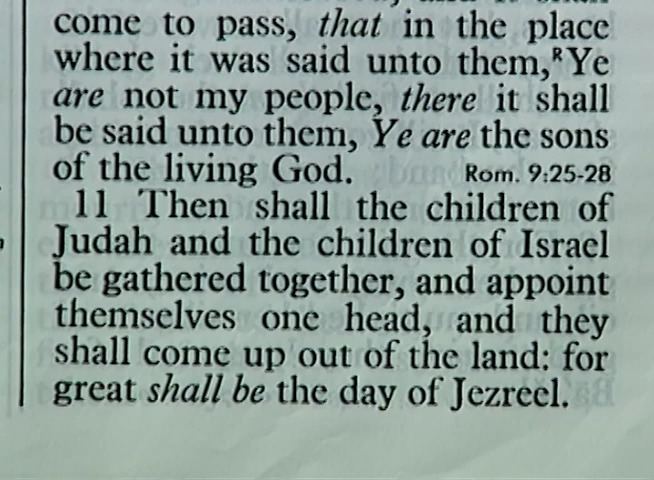 come to pass, that in the place
where it was said unto them,ᴿYe
are not my people, there it shall
be said unto them, Ye are the sons
of the living God. Rom. 9:25-28
11 Then shall the children of
Judah and the children of Israel
be gathered together, and appoint
themselves one head, and they
shall come up out of the land: for
great shall be the day of Jezreel.